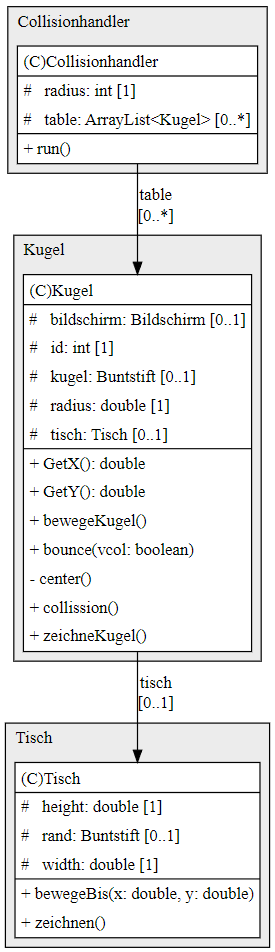 Collisionhandler
(C)Collisionhandler
# radius: int [1]
# table: ArrayList<Kugel> [0..*]
+ run()
table
[0..*]
Kugel
(C)Kugel
# bildschirm: Bildschirm [0..1]
# id: int [1]
# kugel: Buntstift [0..1]
# radius: double [1]
# tisch: Tisch [0..1]
+ GetX(): double
+ GetY(): double
+ bewegeKugel()
+ bounce(vcol: boolean)
- center()
+ collission()
+ zeichneKugel()
tisch
[0..1]
Tisch
(C)Tisch
# height: double [1]
# rand: Buntstift [0..1]
# width: double [1]
+ bewegeBis(x: double, y: double)
+ zeichnen()